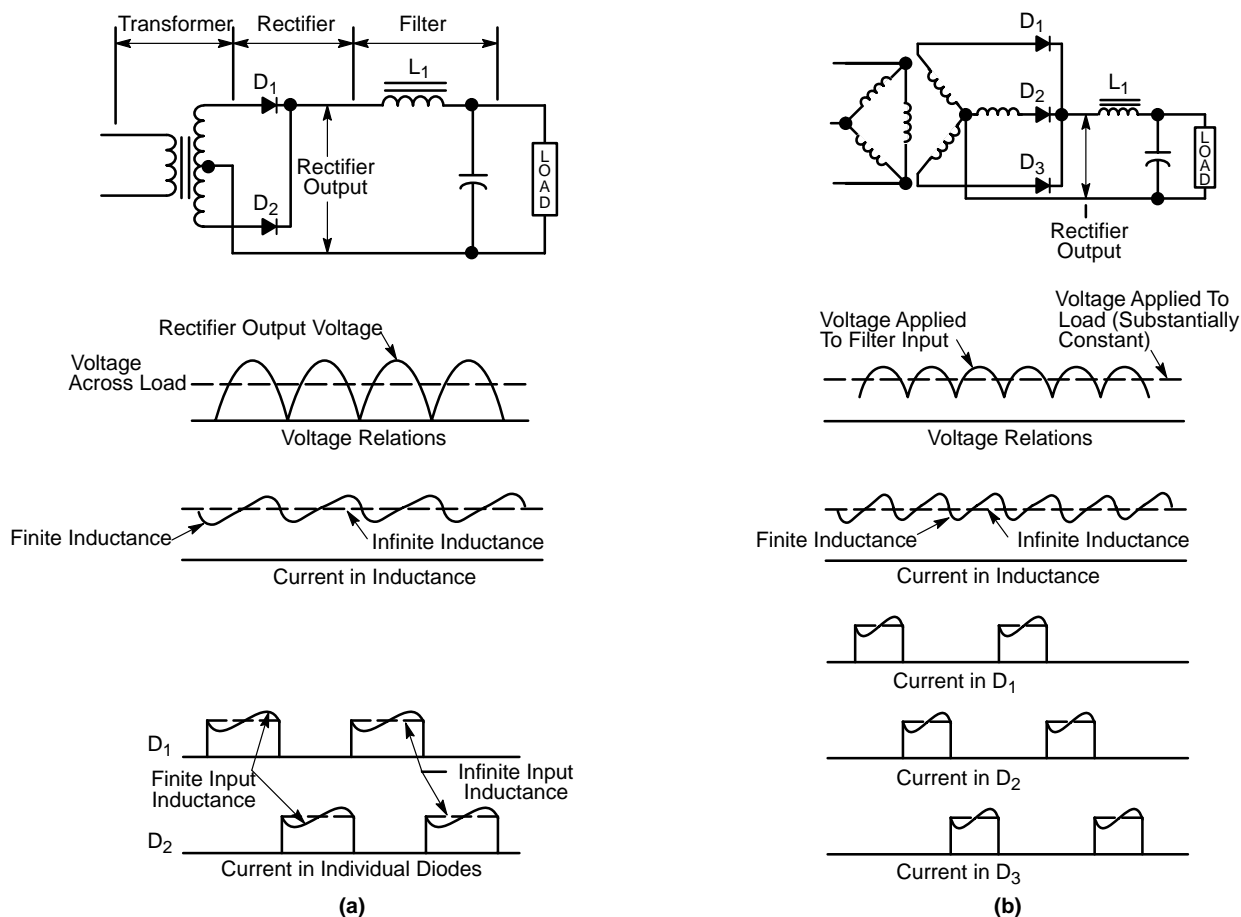 Transformer Rectifier Filter
L1
D1
Rectifier
Output
D2
LOAD
Rectifier Output Voltage
Voltage
Across Load
Voltage Relations
Finite Inductance
Infinite Inductance
Current in Inductance
D1
Finite Input
Inductance
Infinite Input
Inductance
D2
Current in Individual Diodes
(a)
D1
L1
D2
D3
LOAD
Rectifier
Output
Voltage Applied
To Filter Input
Voltage Applied To
Load (Substantially
Constant)
Voltage Relations
Finite Inductance
Infinite Inductance
Current in Inductance
Current in D1
Current in D2
Current in D3
(b)